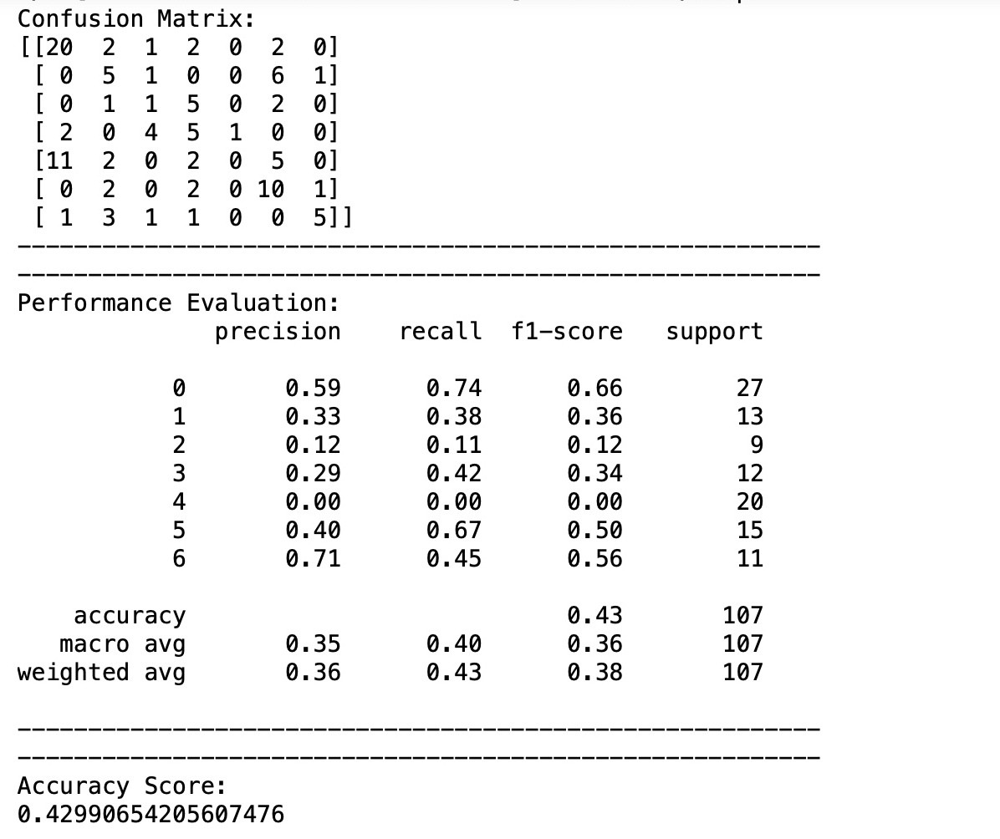 Confusion Matrix:
[[20  2  1  2  0  2  0]
 [ 0  5  1  0  0  6  1]
 [ 0  1  1  5  0  2  0]
 [ 2  0  4  5  1  0  0]
 [11  2  0  2  0  5  0]
 [ 0  2  0  2  0 10  1]
 [ 1  3  1  1  0  0  5]]
---------------------------------------------------------
---------------------------------------------------------
Performance Evaluation:
              precision    recall  f1-score   support

           0       0.59      0.74      0.66        27
           1       0.33      0.38      0.36        13
           2       0.12      0.11      0.12         9
           3       0.29      0.42      0.34        12
           4       0.00      0.00      0.00        20
           5       0.40      0.67      0.50        15
           6       0.71      0.45      0.56        11

    accuracy                           0.43       107
   macro avg       0.35      0.40      0.36       107
weighted avg       0.36      0.43      0.38       107

---------------------------------------------------------
---------------------------------------------------------
Accuracy Score:
0.42990654205607476